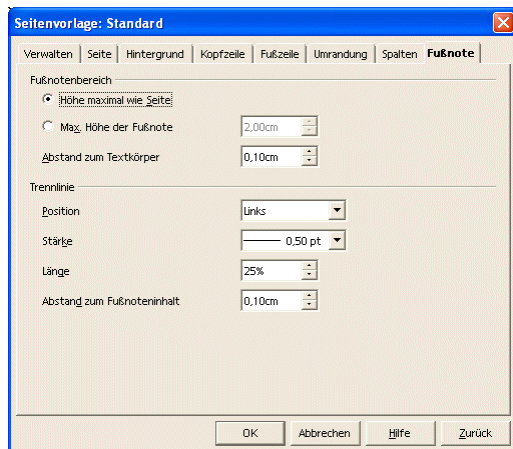 Seitenvorlage: Standard
Verwalten Seite Hintergrund Kopfzeile Fußzeile Umrandung Spalten Fußnote
Fußnotenbereich
Höhe maximal wie Seite
Max. Höhe der Fußnote 2,00cm
Abstand zum Textkörper 0,10cm
Trennlinie
Position Links
Stärke 0,50 pt
Länge 25%
Abstand zum Fußnoteninhalt 0,10cm
OK Abbrechen Hilfe Zurück